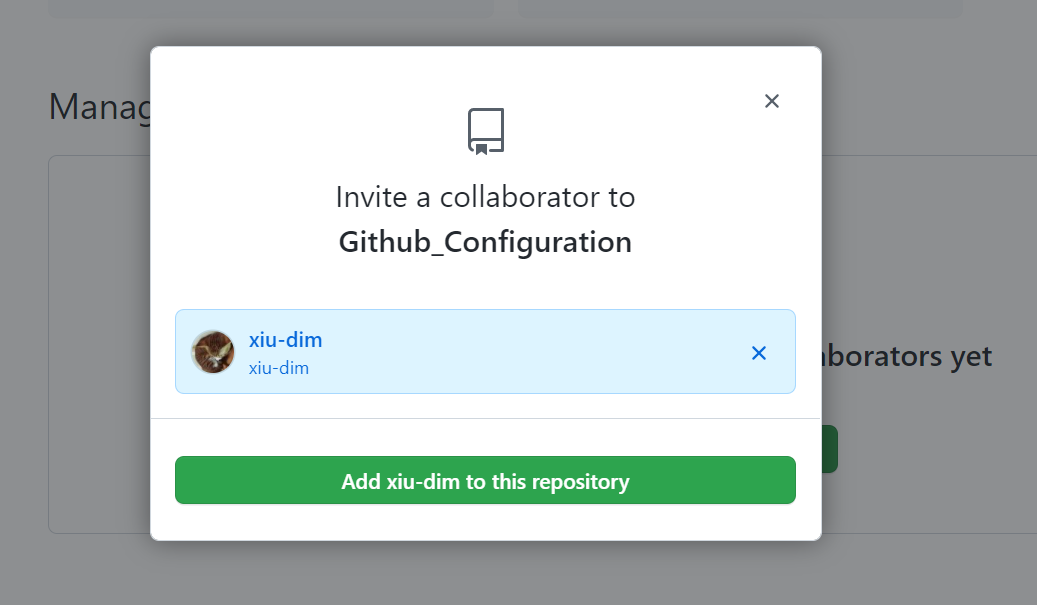 Manag
Invite a collaborator to
Github_Configuration
xiu-dim
xiu-dim
aborators yet
Add xiu-dim to this repository